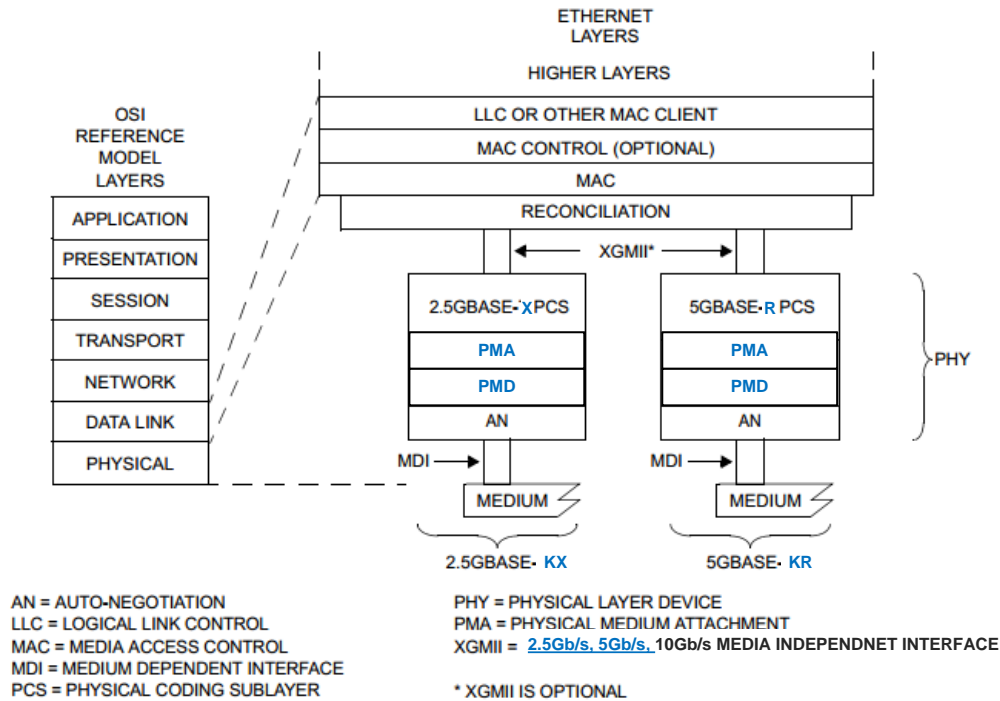 ETHERNET
LAYERS
HIGHER LAYERS
LLC OR OTHER MAC CLIENT
MAC CONTROL (OPTIONAL)
MAC
RECONCILIATION
OSI
REFERENCE
MODEL
LAYERS
APPLICATION
PRESENTATION
SESSION
TRANSPORT
NETWORK
DATA LINK
PHYSICAL
XGMII*
2.5GBASE-X PCS
PMA
PMD
AN
MDI
MEDIUM
2.5GBASE- KX
5GBASE-R PCS
PMA
PMD
AN
MDI
MEDIUM
5GBASE- KR
PHY
AN = AUTO-NEGOTIATION
LLC = LOGICAL LINK CONTROL
MAC = MEDIA ACCESS CONTROL
MDI = MEDIUM DEPENDENT INTERFACE
PCS = PHYSICAL CODING SUBLAYER
PHY = PHYSICAL LAYER DEVICE
PMA = PHYSICAL MEDIUM ATTACHMENT
XGMII = 2.5Gb/s, 5Gb/s, 10Gb/s MEDIA INDEPENDNET INTERFACE
* XGMII IS OPTIONAL